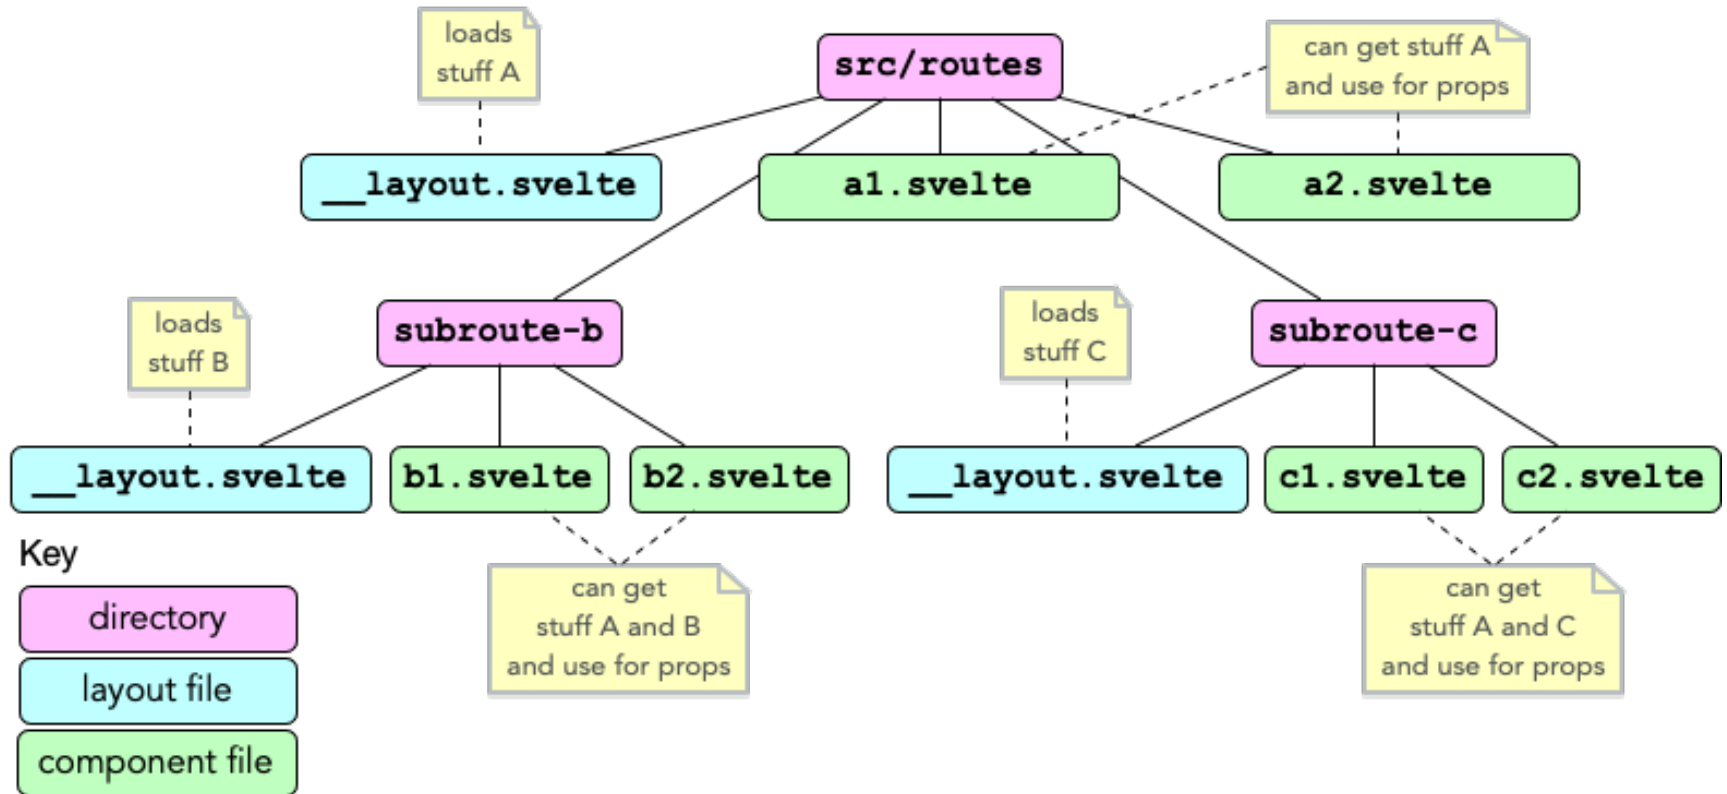 loads
stuff A
src/routes
can get stuff A
and use for props
__layout.svelte
a1.svelte
a2.svelte
loads
stuff B
subroute-b
loads
stuff C
subroute-c
__layout.svelte
b1.svelte
b2.svelte
__layout.svelte
c1.svelte
c2.svelte
Key
directory
layout file
component file
can get
stuff A and B
and use for props
can get
stuff A and C
and use for props